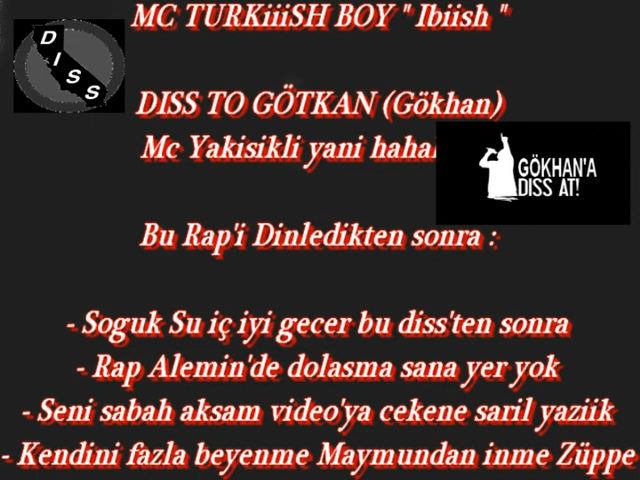 MC TURKiiiSH BOY " Ibiish "
DISS
DISS TO GÖTKAN (Gökhan)
Mc Yakisikli yani
GÖKHAN'A
DISS AT!
Bu Rap'i Dinledikten sonra :
- Soguk Su iç iyi gecer bu diss'ten sonra
- Rap Alemin'de dolasma sana yer yok
- Seni sabah aksam video'ya cekene saril yaziik
- Kendini fazla beyenme Maymundan inme Züppe